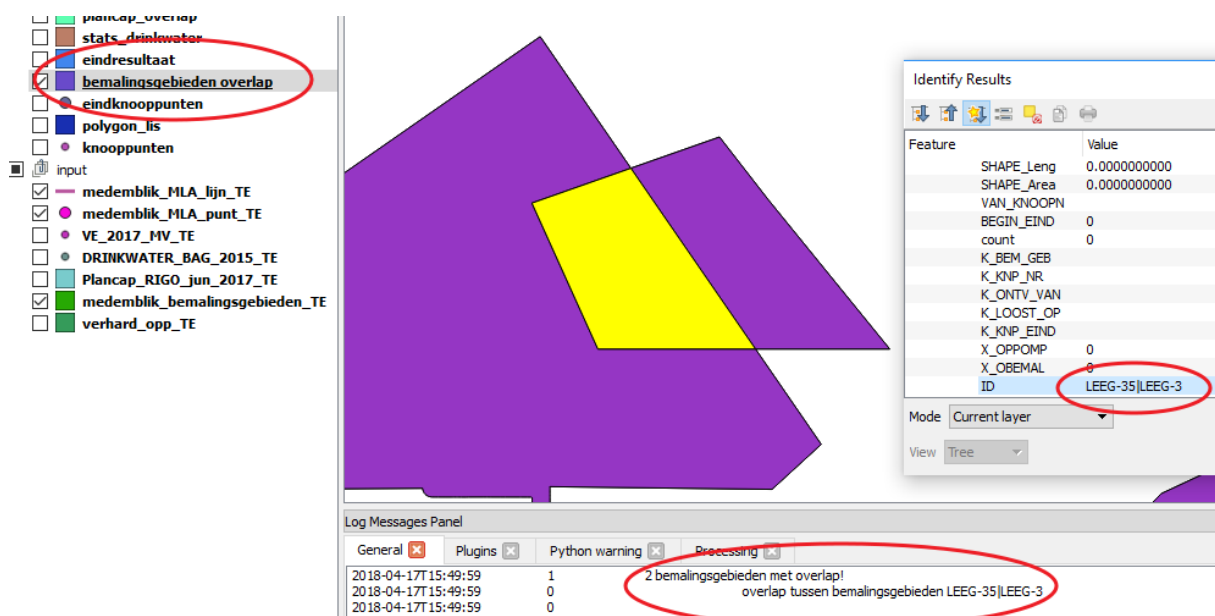 plancap_overlap
stats_drinkwater
eindresultaat
bemalingsgebieden overlap
eindknooppunten
polygon_lis
knooppunten
input
medemblik_MLA_lijn_TE
medemblik_MLA_punt_TE
VE_2017_MV_TE
DRINKWATER_BAG_2015_TE
Plancap_RIGO_jun_2017_TE
medemblik_bemalingsgebieden_TE
verhard_opp_TE
Identify Results
Feature Value
SHAPE_Leng 0.0000000000
SHAPE_Area 0.0000000000
VAN_KNOOPN
BEGIN_EIND 0
count 0
K_BEM_GEB
K_KNP_NR
K_ONTV_VAN
K_LOOST_OP
K_KNP_EIND
X_OPPOMP 0
X_OBEMAL 0
ID LEEG-35|LEEG-3
Mode Current layer
View Tree
Log Messages Panel
General Plugins Python warning Processing
2018-04-17T15:49:59 1 2 bemalingsgebieden met overlap!
2018-04-17T15:49:59 0 overlap tussen bemalingsgebieden LEEG-35|LEEG-3
2018-04-17T15:49:59 0